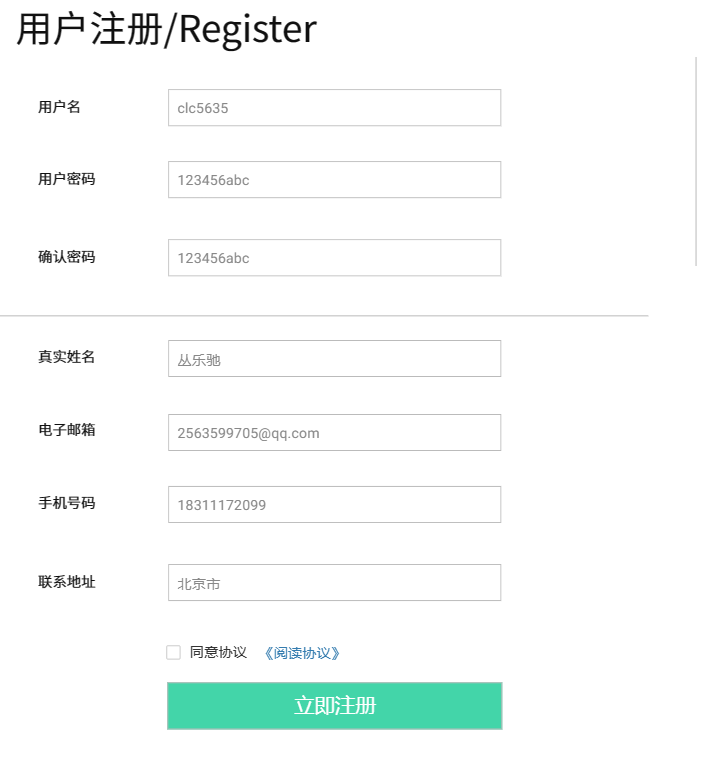 用户注册/Register
用户名 clc5635
用户密码 123456abc
确认密码 123456abc
真实姓名 丛乐驰
电子邮箱 2563599705@qq.com
手机号码 18311172099
联系地址 北京市
同意协议 《阅读协议》
立即注册